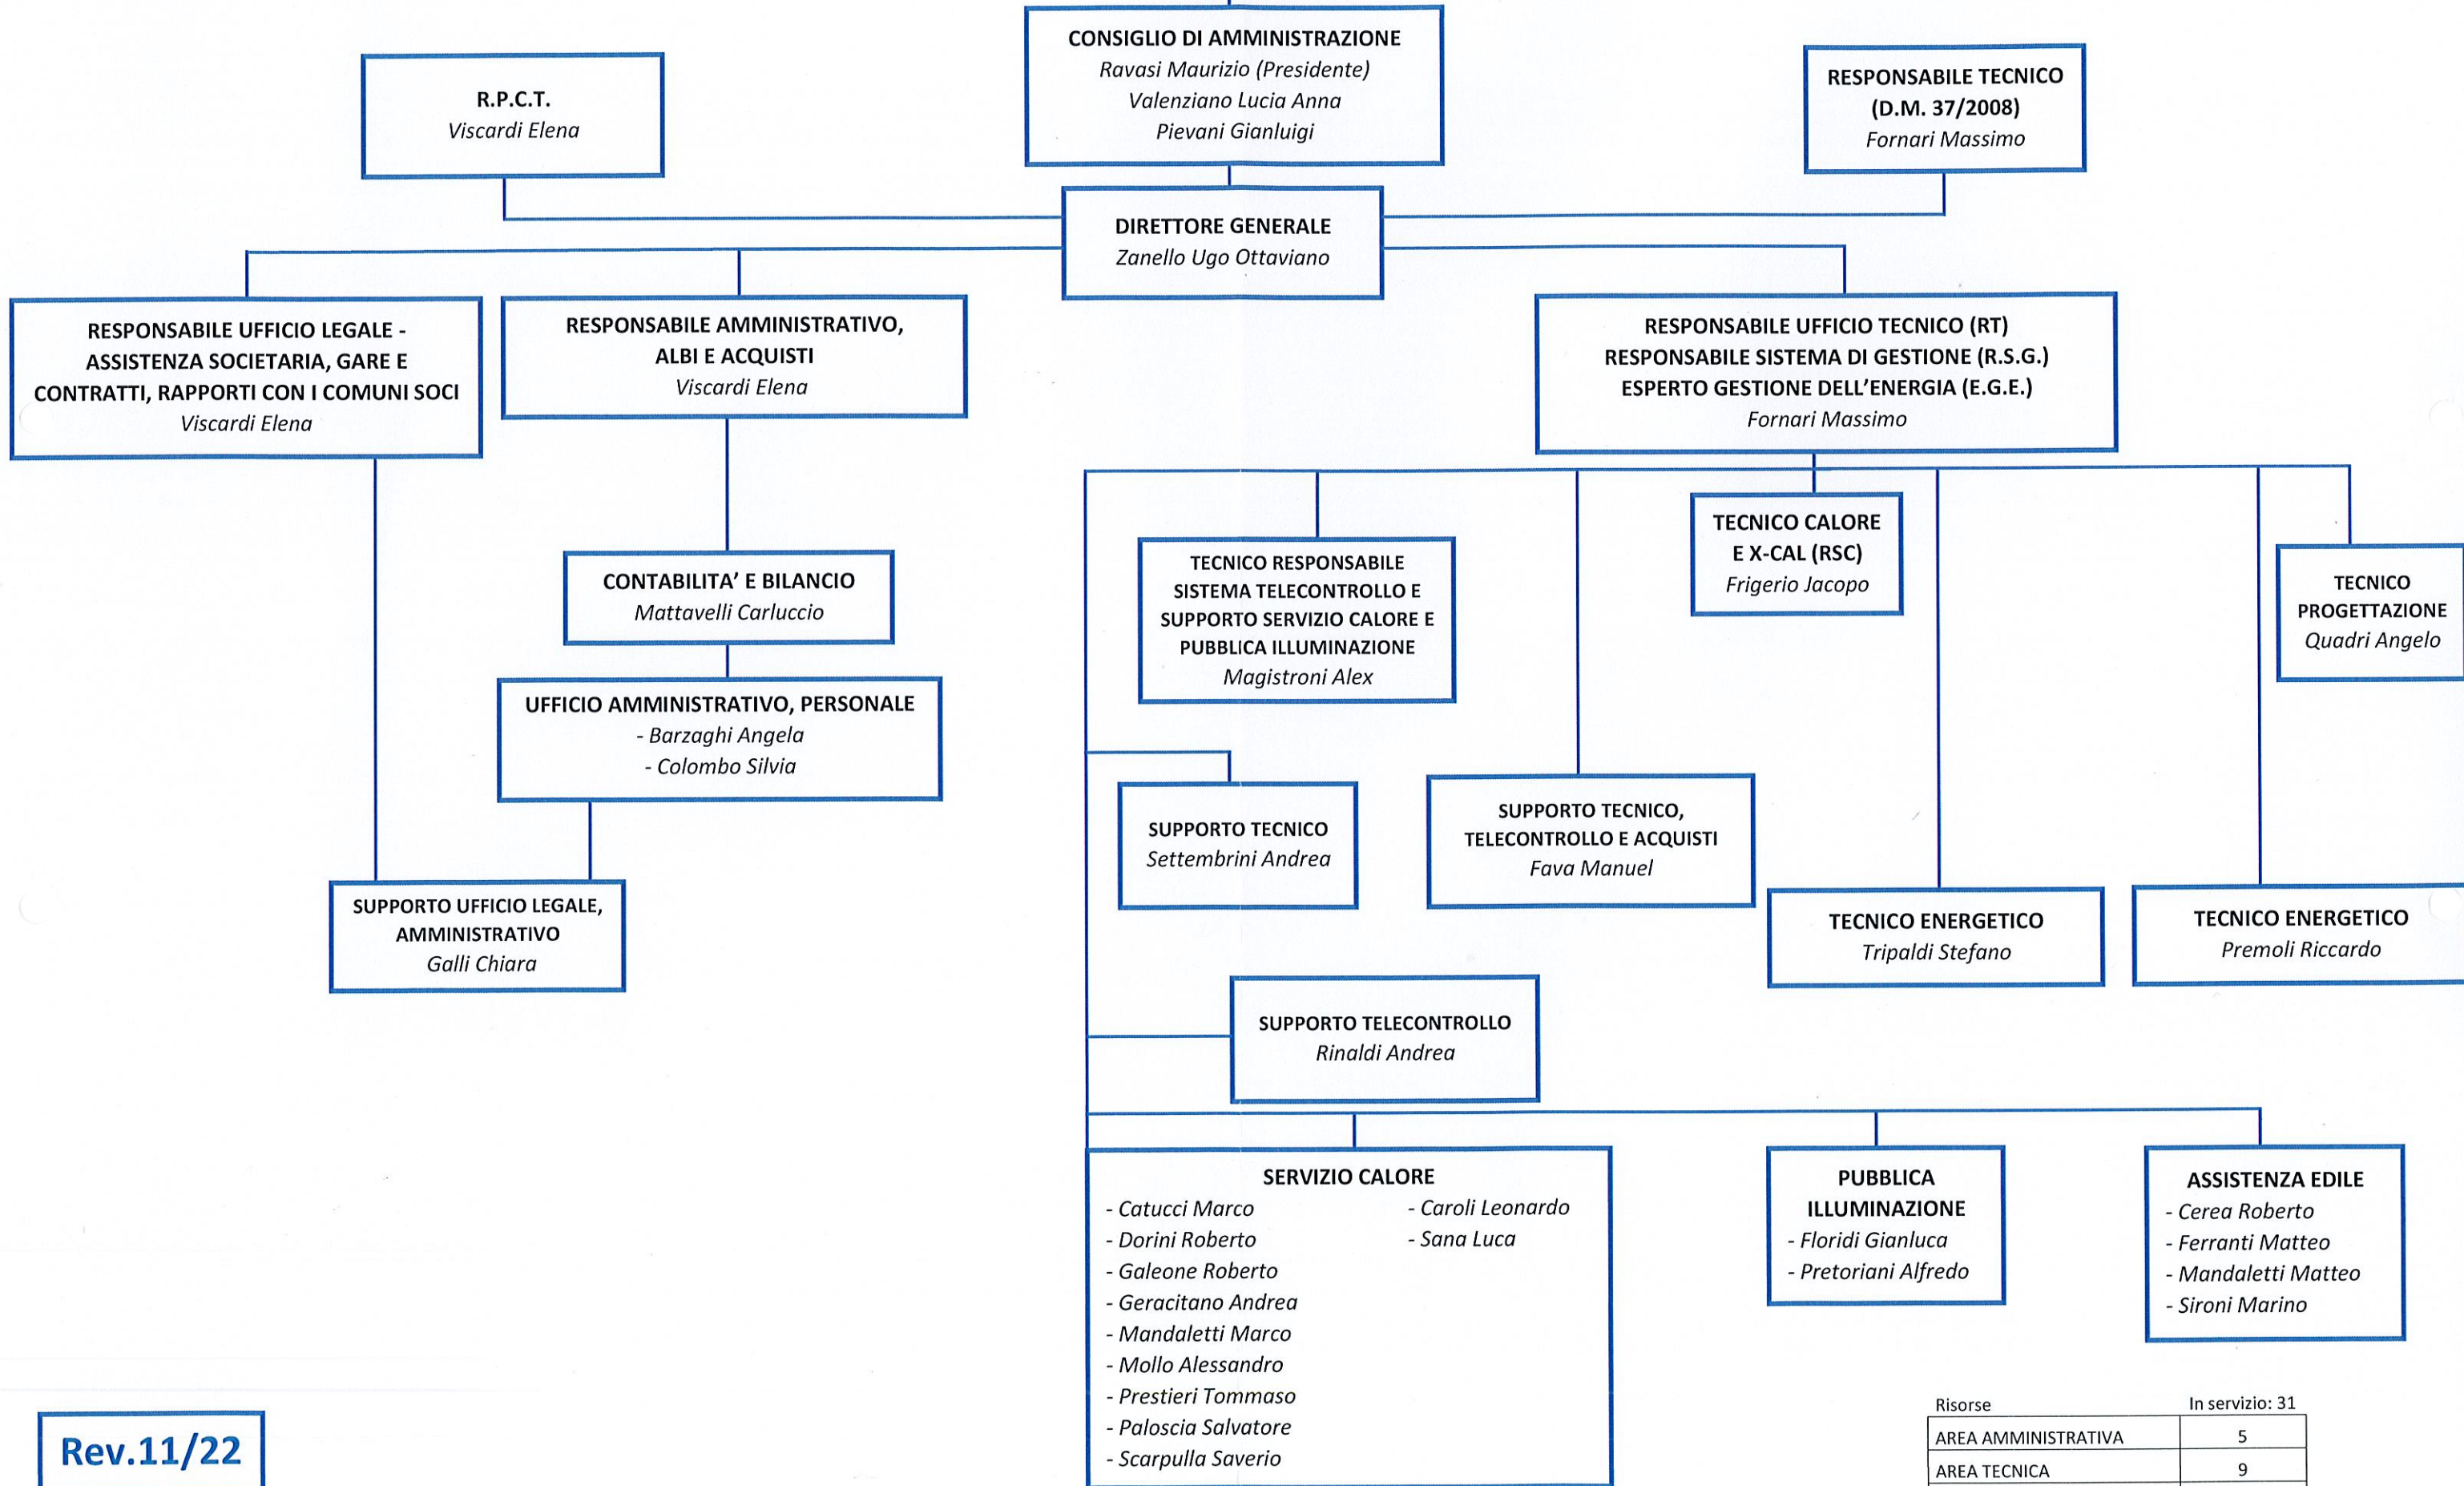 CONSIGLIO DI AMMINISTRAZIONE
Ravasi Maurizio (Presidente)
Valenziano Lucia Anna
Pievani Gianluigi
R.P.C.T.
Viscardi Elena
RESPONSABILE TECNICO
(D.M. 37/2008)
Fornari Massimo
DIRETTORE GENERALE
Zanello Ugo Ottaviano
RESPONSABILE UFFICIO LEGALE -
ASSISTENZA SOCIETARIA, GARE E
CONTRATTI, RAPPORTI CON I COMUNI SOCI
Viscardi Elena
RESPONSABILE AMMINISTRATIVO,
ALBI E ACQUISTI
Viscardi Elena
RESPONSABILE UFFICIO TECNICO (RT)
RESPONSABILE SISTEMA DI GESTIONE (R.S.G.)
ESPERTO GESTIONE DELL’ENERGIA (E.G.E.)
Fornari Massimo
CONTABILITA’ E BILANCIO
Mattavelli Carluccio
UFFICIO AMMINISTRATIVO, PERSONALE
- Barzaghi Angela
- Colombo Silvia
SUPPORTO UFFICIO LEGALE,
AMMINISTRATIVO
Galli Chiara
TECNICO RESPONSABILE
SISTEMA TELECONTROLLO E
SUPPORTO SERVIZIO CALORE E
PUBBLICA ILLUMINAZIONE
Magistroni Alex
TECNICO CALORE
E X-CAL (RSC)
Frigerio Jacopo
TECNICO
PROGETTAZIONE
Quadri Angelo
SUPPORTO TECNICO
Settembrini Andrea
SUPPORTO TECNICO,
TELECONTROLLO E ACQUISTI
Fava Manuel
TECNICO ENERGETICO
Tripaldi Stefano
TECNICO ENERGETICO
Premoli Riccardo
SUPPORTO TELECONTROLLO
Rinaldi Andrea
SERVIZIO CALORE
- Catucci Marco
- Dorini Roberto
- Galeone Roberto
- Geracitano Andrea
- Mandaletti Marco
- Mollo Alessandro
- Prestieri Tommaso
- Paloscia Salvatore
- Scarpulla Saverio
- Caroli Leonardo
- Sana Luca
PUBBLICA
ILLUMINAZIONE
- Floridi Gianluca
- Pretoriani Alfredo
ASSISTENZA EDILE
- Cerea Roberto
- Ferranti Matteo
- Mandaletti Matteo
- Sironi Marino
Rev.11/22
Risorse In servizio: 31
AREA AMMINISTRATIVA 5
AREA TECNICA 9